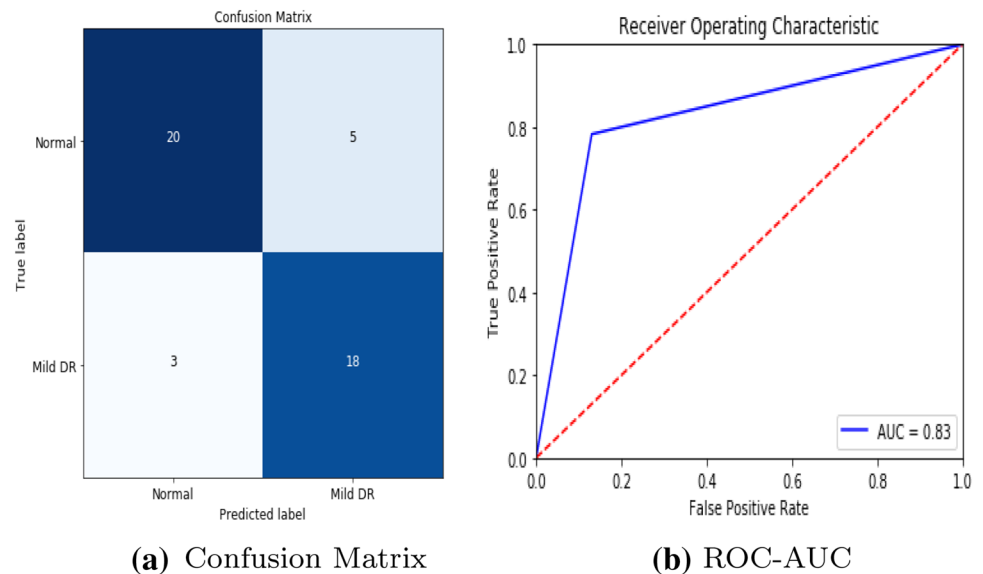 Confusion Matrix
Normal
20
5
True label
Mild DR
3
18
Normal
Mild DR
Predicted label
(a) Confusion Matrix
Receiver Operating Characteristic
1.0
0.8
0.6
0.4
0.2
0.0
True Positive Rate
AUC = 0.83
0.0 0.2 0.4 0.6 0.8 1.0
False Positive Rate
(b) ROC-AUC